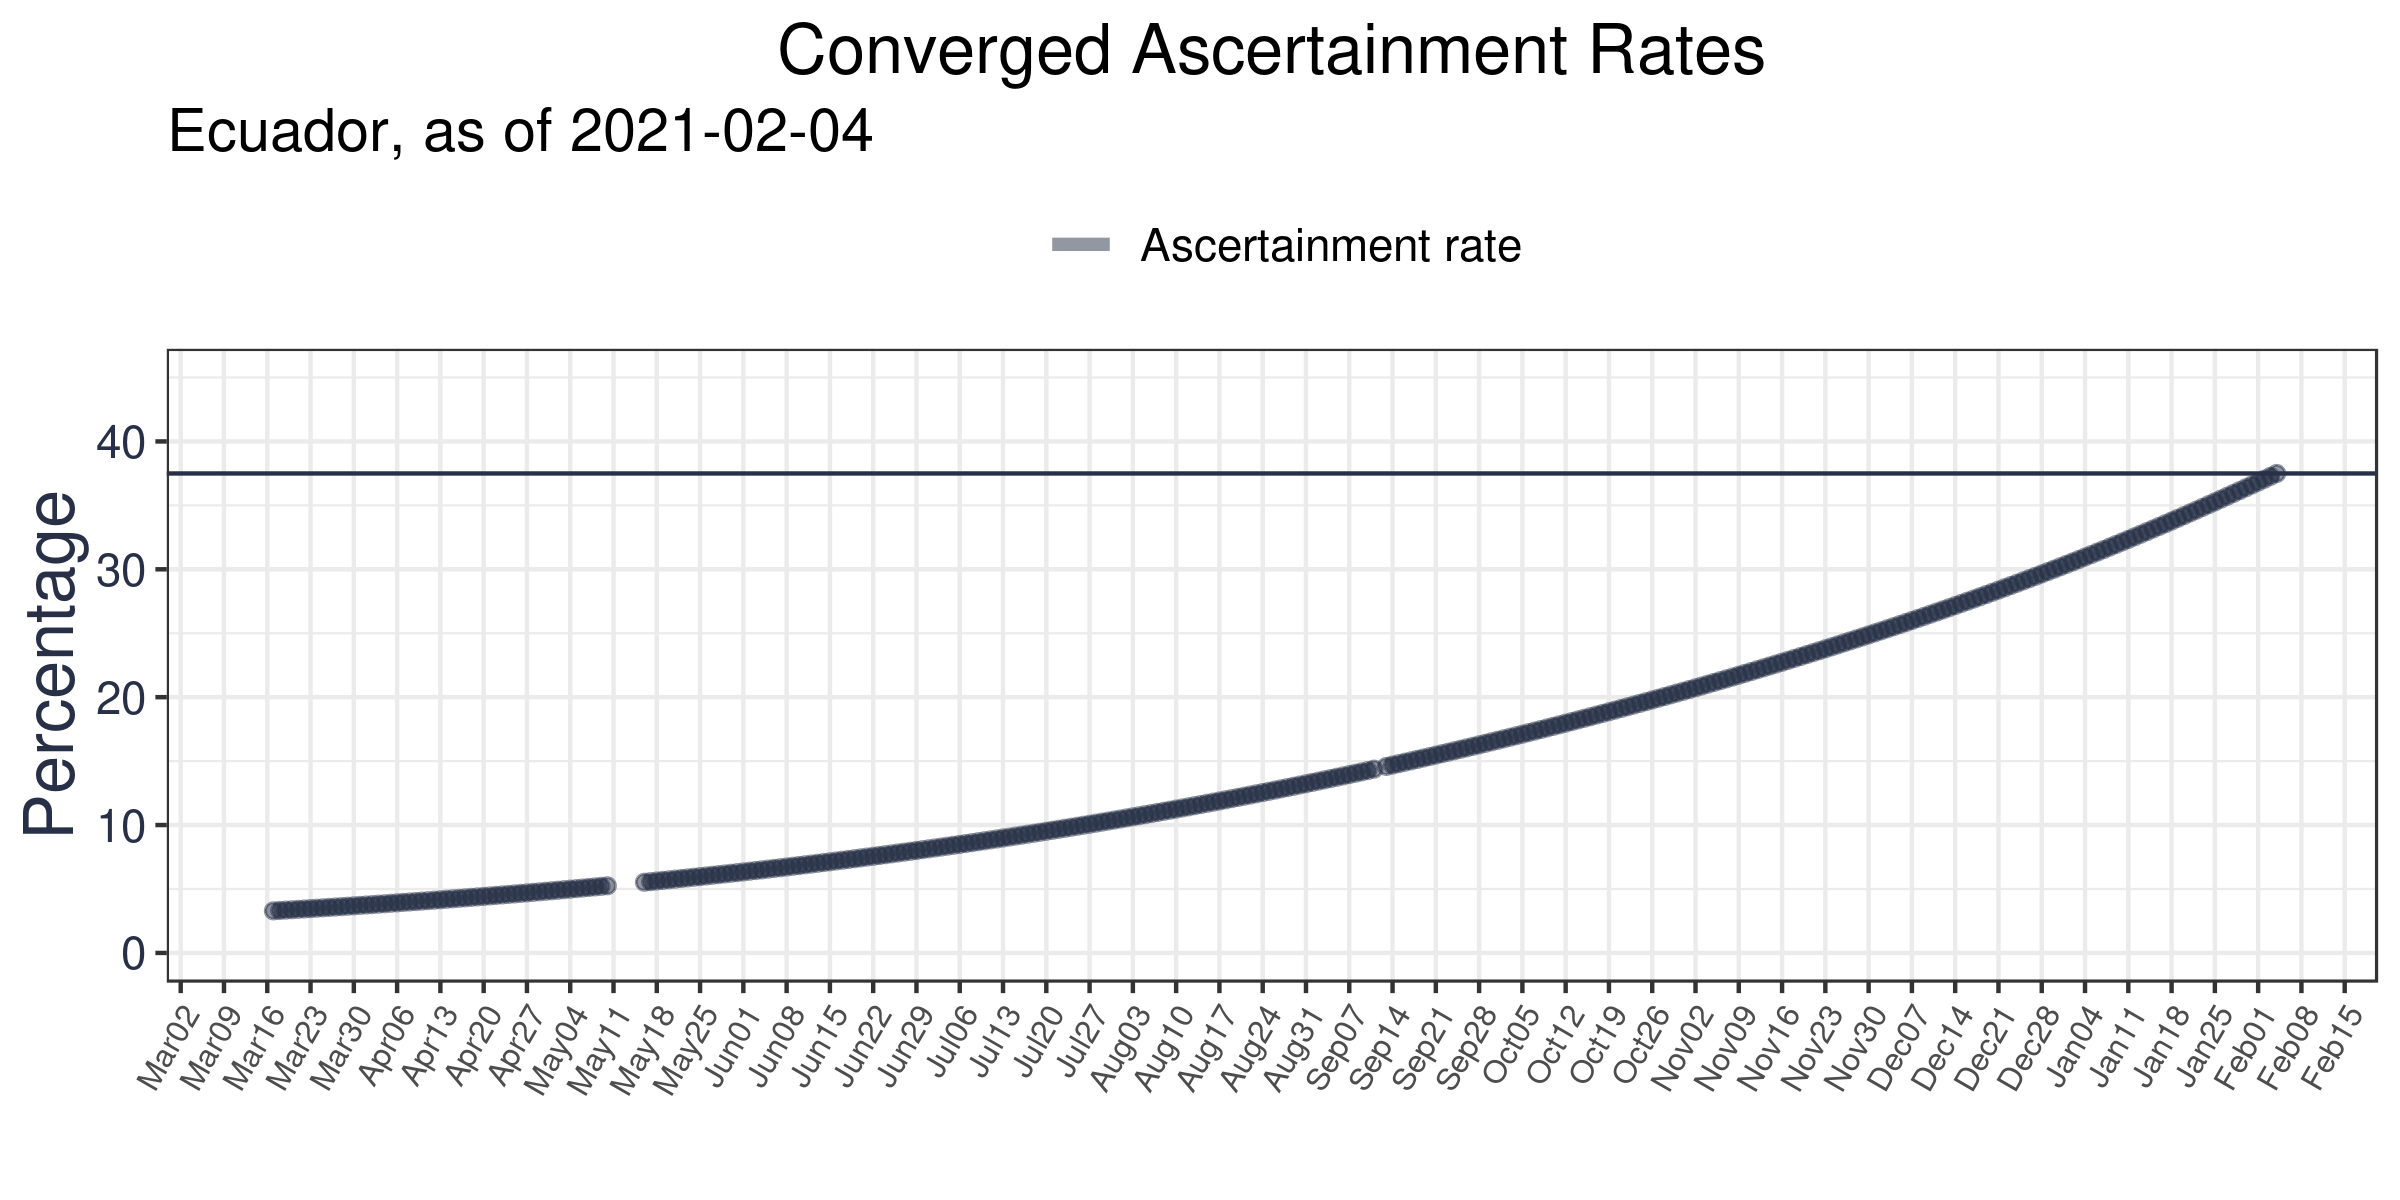 Converged Ascertainment Rates
Ecuador, as of 2021-02-04
Ascertainment rate
Percentage
40
30
20
10
0
Mar02 Mar09 Mar16 Mar23 Mar30 Apr06 Apr13 Apr20 Apr27 May04 May11 May18 May25 Jun01 Jun08 Jun15 Jun22 Jun29 Jul06 Jul13 Jul20 Jul27 Aug03 Aug10 Aug17 Aug24 Aug31 Sep07 Sep14 Sep21 Sep28 Oct05 Oct12 Oct19 Oct26 Nov02 Nov09 Nov16 Nov23 Nov30 Dec07 Dec14 Dec21 Dec28 Jan04 Jan11 Jan18 Jan25 Feb01 Feb08 Feb15